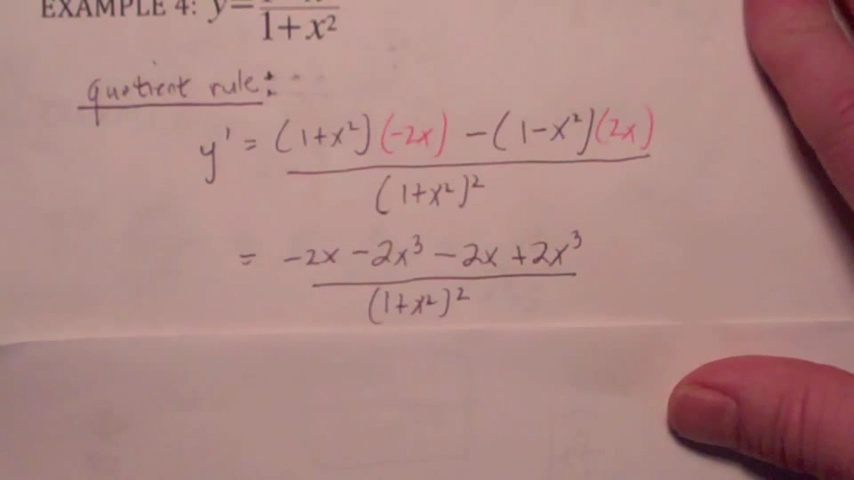 EXAMPLE 4: y= 1+x²
quotient rule:
y' = (1+x²)(-2x) - (1-x²)(2x)
(1+x²)²
= -2x - 2x³ - 2x + 2x³
(1+x²)²